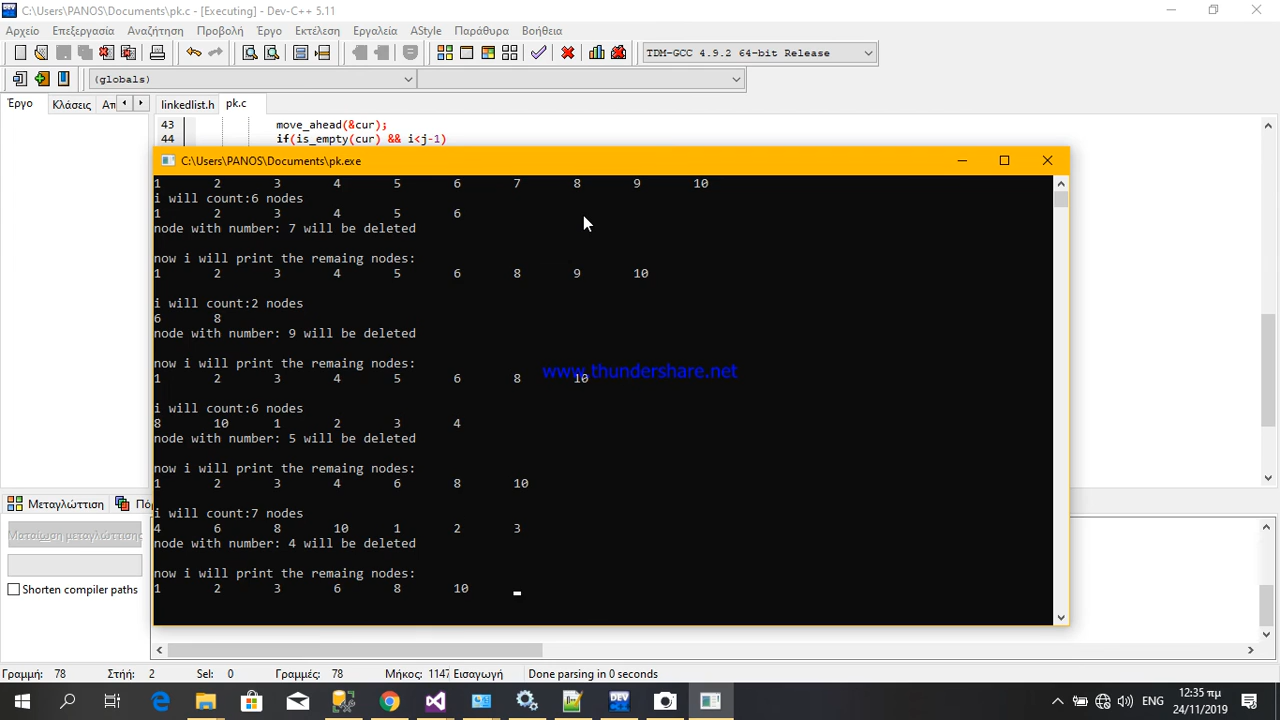 C:\Users\PANOS\Documents\pk.c - [Executing] - Dev-C++ 5.11
Αρχείο Επεξεργασία Αναζήτηση Προβολή Έργο Εκτέλεση Εργαλεία AStyle Παράθυρα Βοήθεια
TDM-GCC 4.9.2 64-bit Release
(globals)
Έργο Κλάσεις Απ linkedlist.h pk.c
43 move_ahead(&cur);
44 if(is_empty(cur) && i<j-1)
C:\Users\PANOS\Documents\pk.exe
1 2 3 4 5 6 7 8 9 10
i will count:6 nodes
1 2 3 4 5 6
node with number: 7 will be deleted
now i will print the remaing nodes:
1 2 3 4 5 6 8 9 10
i will count:2 nodes
6 8
node with number: 9 will be deleted
now i will print the remaing nodes:
www.thundershare.net
1 2 3 4 5 6 8 10
i will count:6 nodes
8 10 1 2 3 4
node with number: 5 will be deleted
now i will print the remaing nodes:
1 2 3 4 6 8 10
i will count:7 nodes
4 6 8 10 1 2 3
node with number: 4 will be deleted
now i will print the remaing nodes:
1 2 3 6 8 10
Μεταγλώττιση Πόρ
Ματαίωση μεταγλώττισης
Shorten compiler paths
Γραμμή: 78 Στήή: 2 Sel: 0 Γραμμές: 78 Μήκος: 1147 Εισαγωγή Done parsing in 0 seconds
ENG 12:35 πμ
24/11/2019